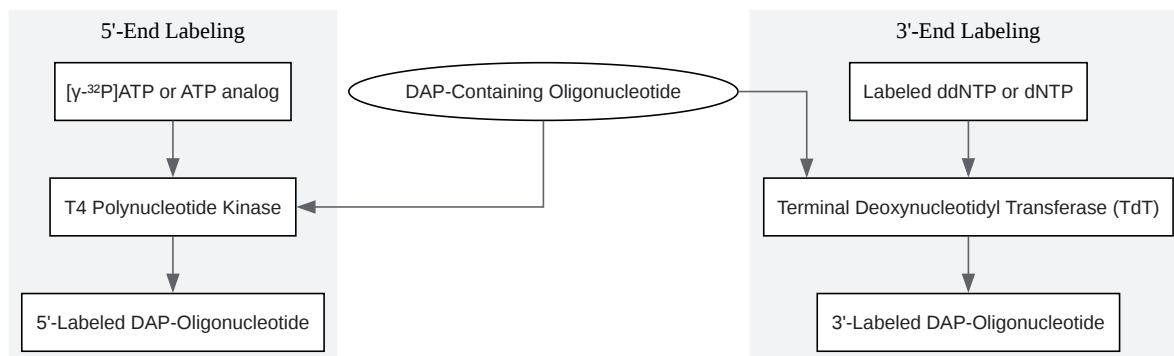 5'-End Labeling
3'-End Labeling
[γ-³²P]ATP or ATP analog
DAP-Containing Oligonucleotide
Labeled ddNTP or dNTP
T4 Polynucleotide Kinase
Terminal Deoxynucleotidyl Transferase (TdT)
5'-Labeled DAP-Oligonucleotide
3'-Labeled DAP-Oligonucleotide